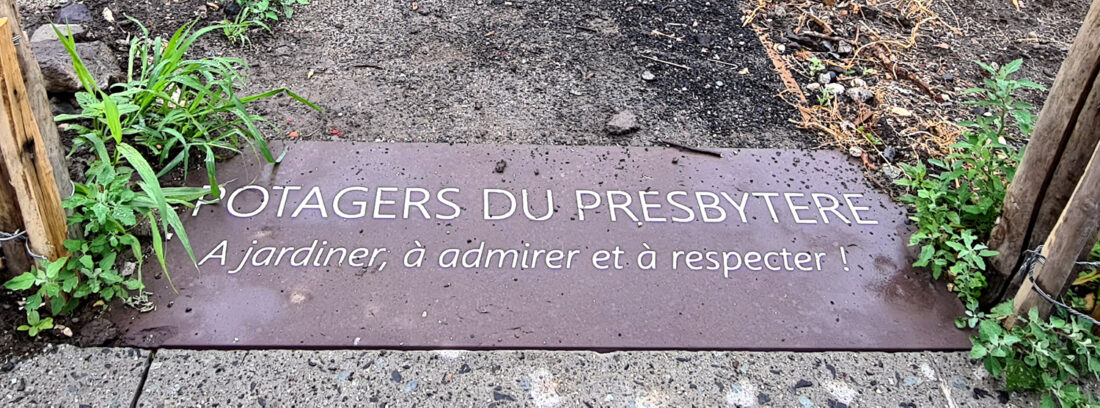 POTAGERS DU PRESBYTERE
A jardiner, à admirer et à respecter !